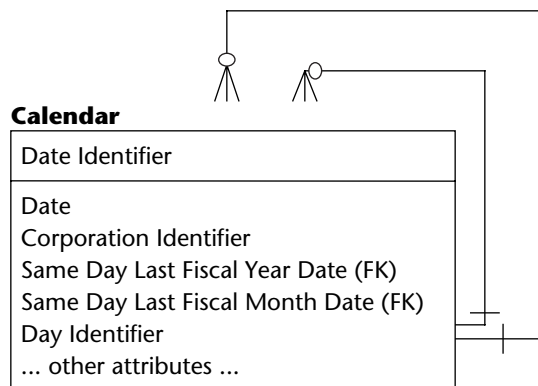 Calendar
Date Identifier
Date
Corporation Identifier
Same Day Last Fiscal Year Date (FK)
Same Day Last Fiscal Month Date (FK)
Day Identifier
... other attributes ...